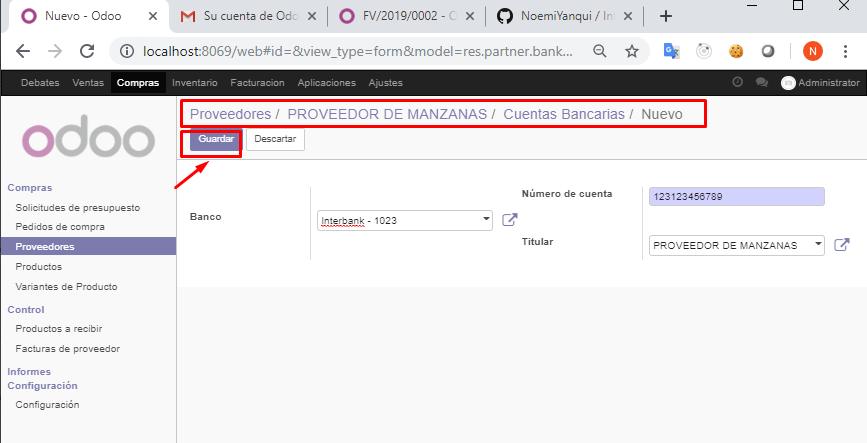 Nuevo - Odoo
Su cuenta de Odo
FV/2019/0002 - O
NoemiYanqui / In
localhost:8069/web#id=&view_type=form&model=res.partner.bank...
N
Debates Ventas Compras Inventario Facturacion Aplicaciones Ajustes
Administrator
odoo
Proveedores / PROVEEDOR DE MANZANAS / Cuentas Bancarias / Nuevo
Guardar Descartar
Compras
Solicitudes de presupuesto
Pedidos de compra
Proveedores
Productos
Variantes de Producto
Control
Productos a recibir
Facturas de proveedor
Informes
Configuración
Configuración
Banco
Interbank - 1023
Número de cuenta
123123456789
Titular
PROVEEDOR DE MANZANAS